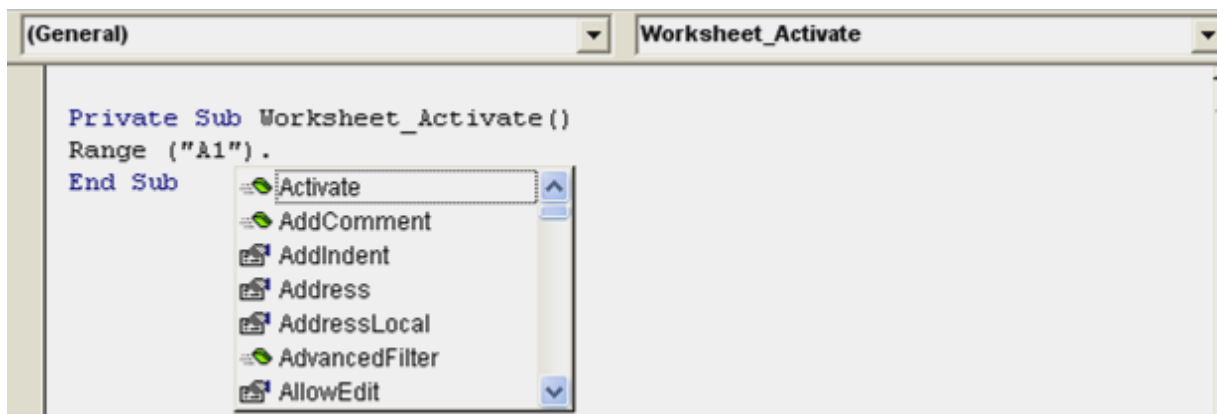 (General) Worksheet_Activate
Private Sub Worksheet_Activate()
Range ("A1").
End Sub
Activate
AddComment
AddIndent
Address
AddressLocal
AdvancedFilter
AllowEdit